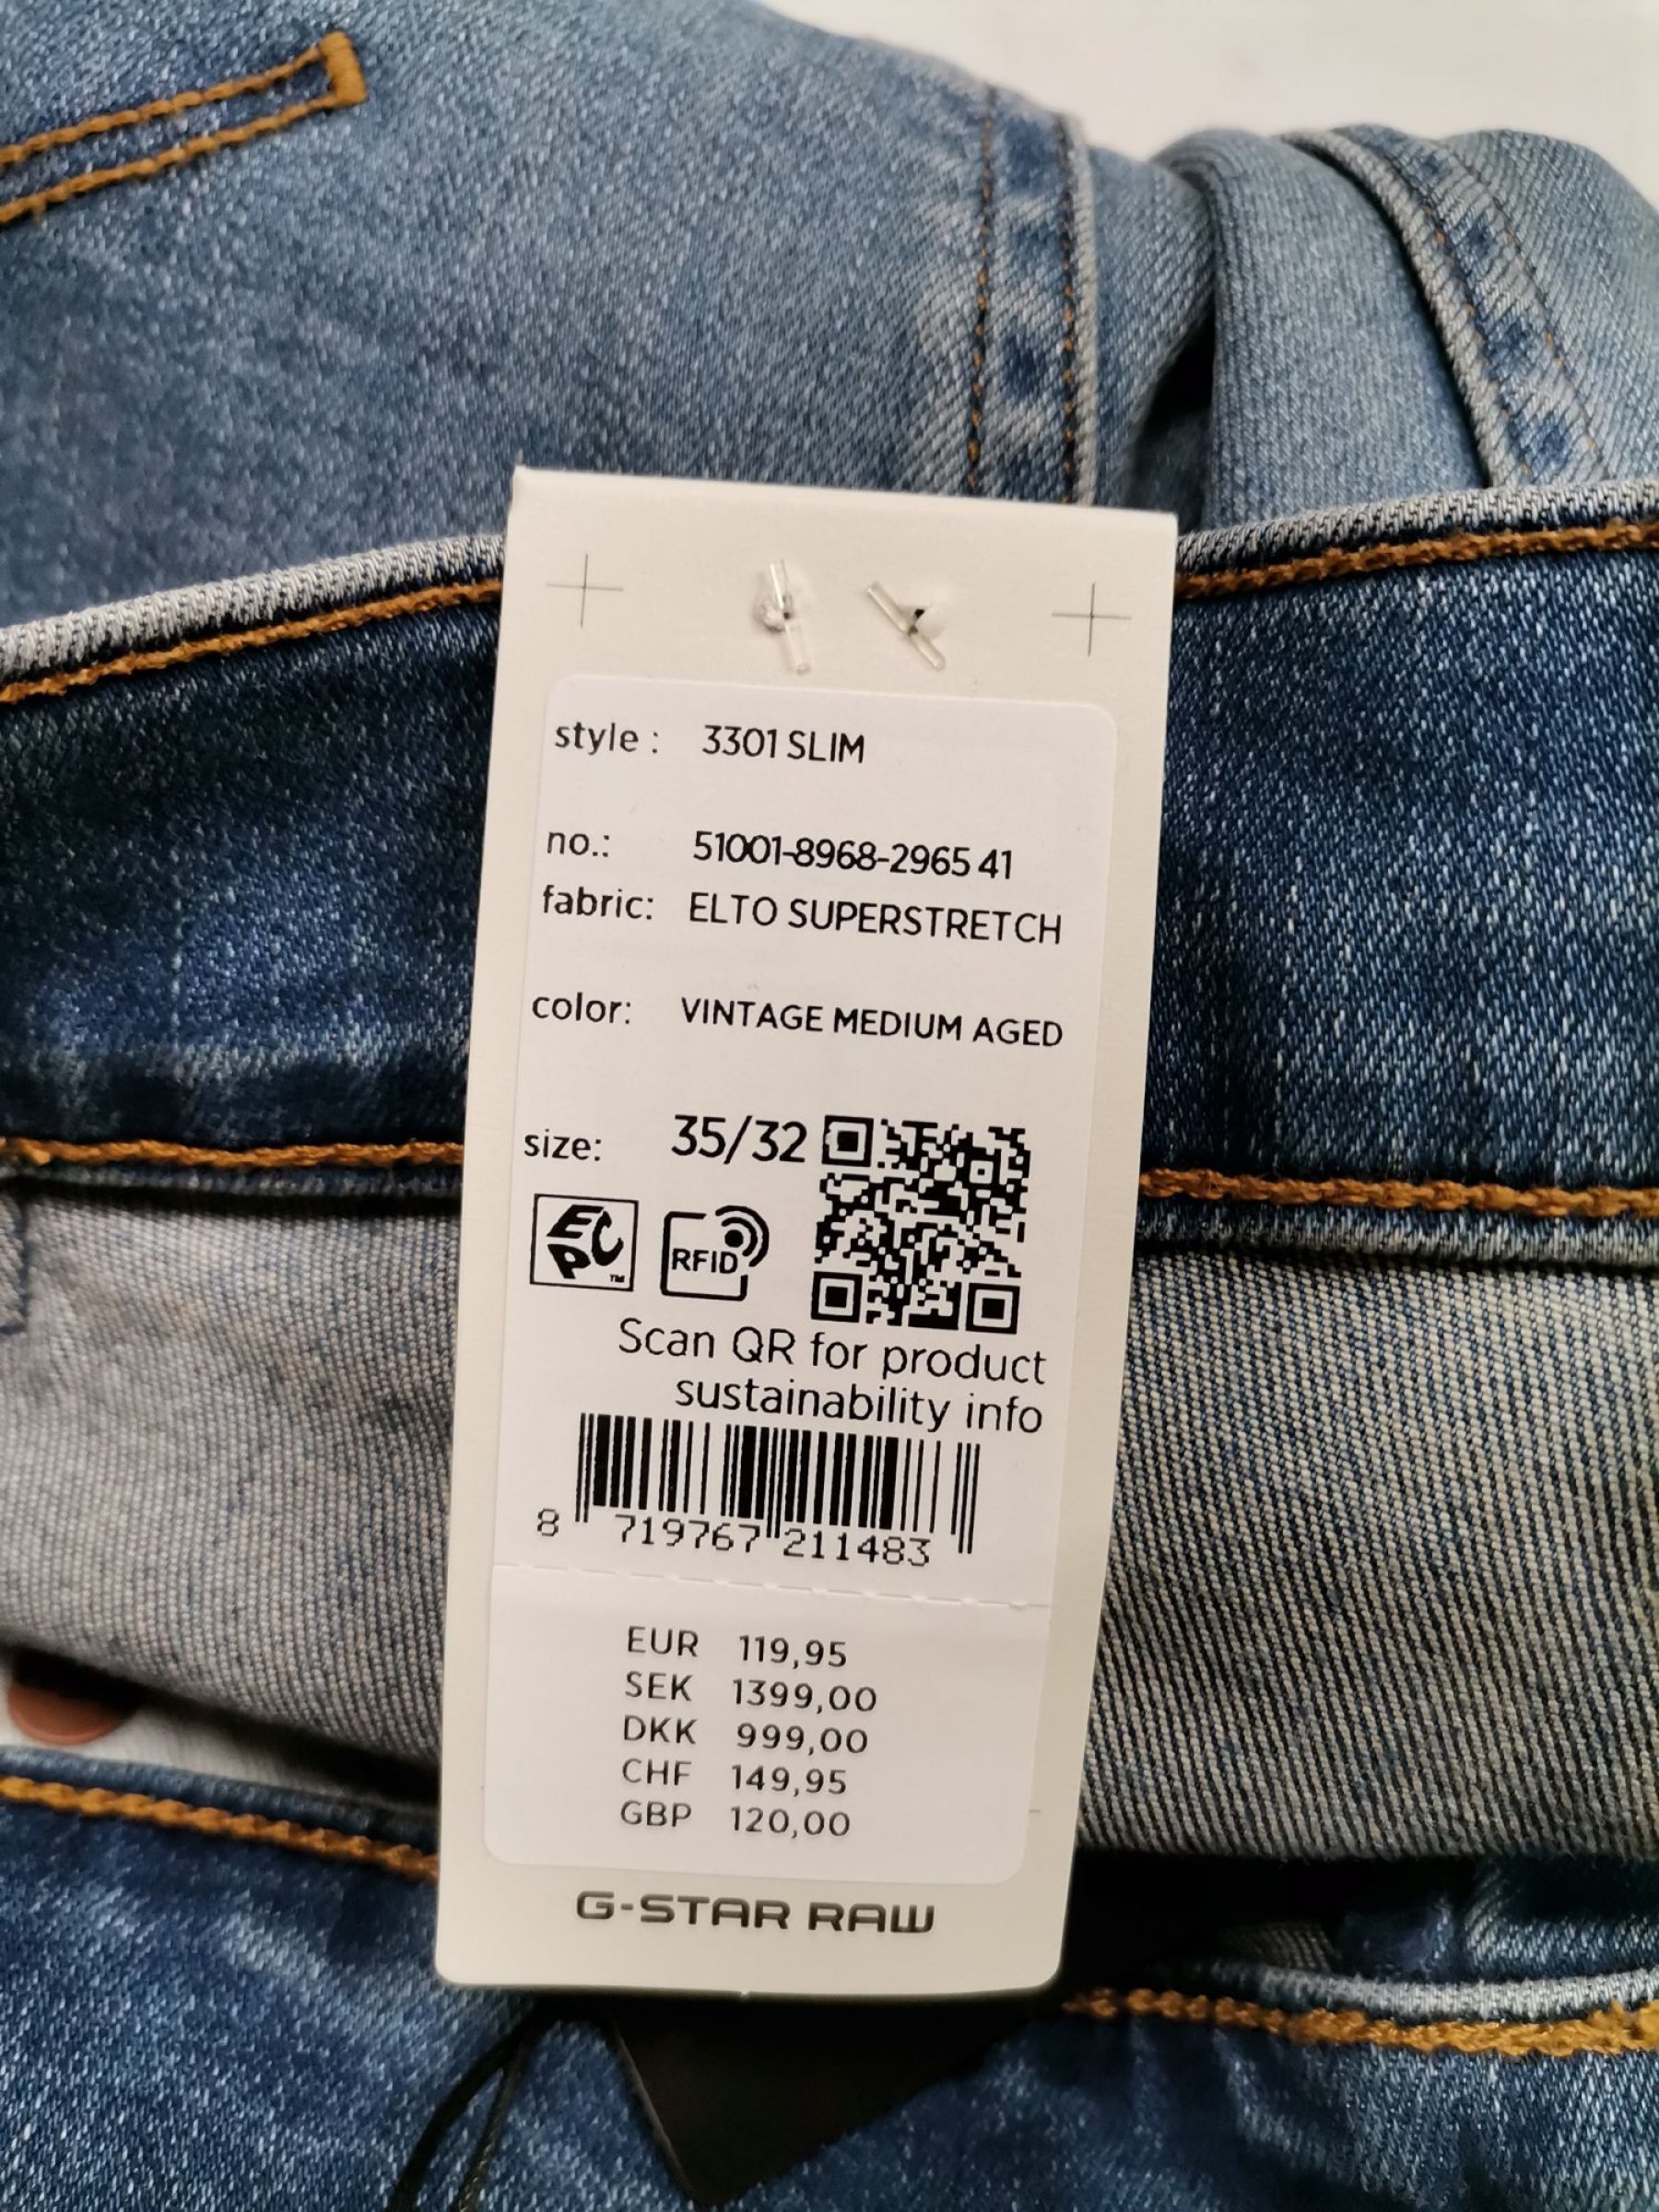 style : 3301 SLIM
no.: 51001-8968-2965 41
fabric: ELTO SUPERSTRETCH
color: VINTAGE MEDIUM AGED
size: 35/32
EPC TM
RFID
Scan QR for product
sustainability info
8 719767 211483
EUR 119,95
SEK 1399,00
DKK 999,00
CHF 149,95
GBP 120,00
G-STAR RAW